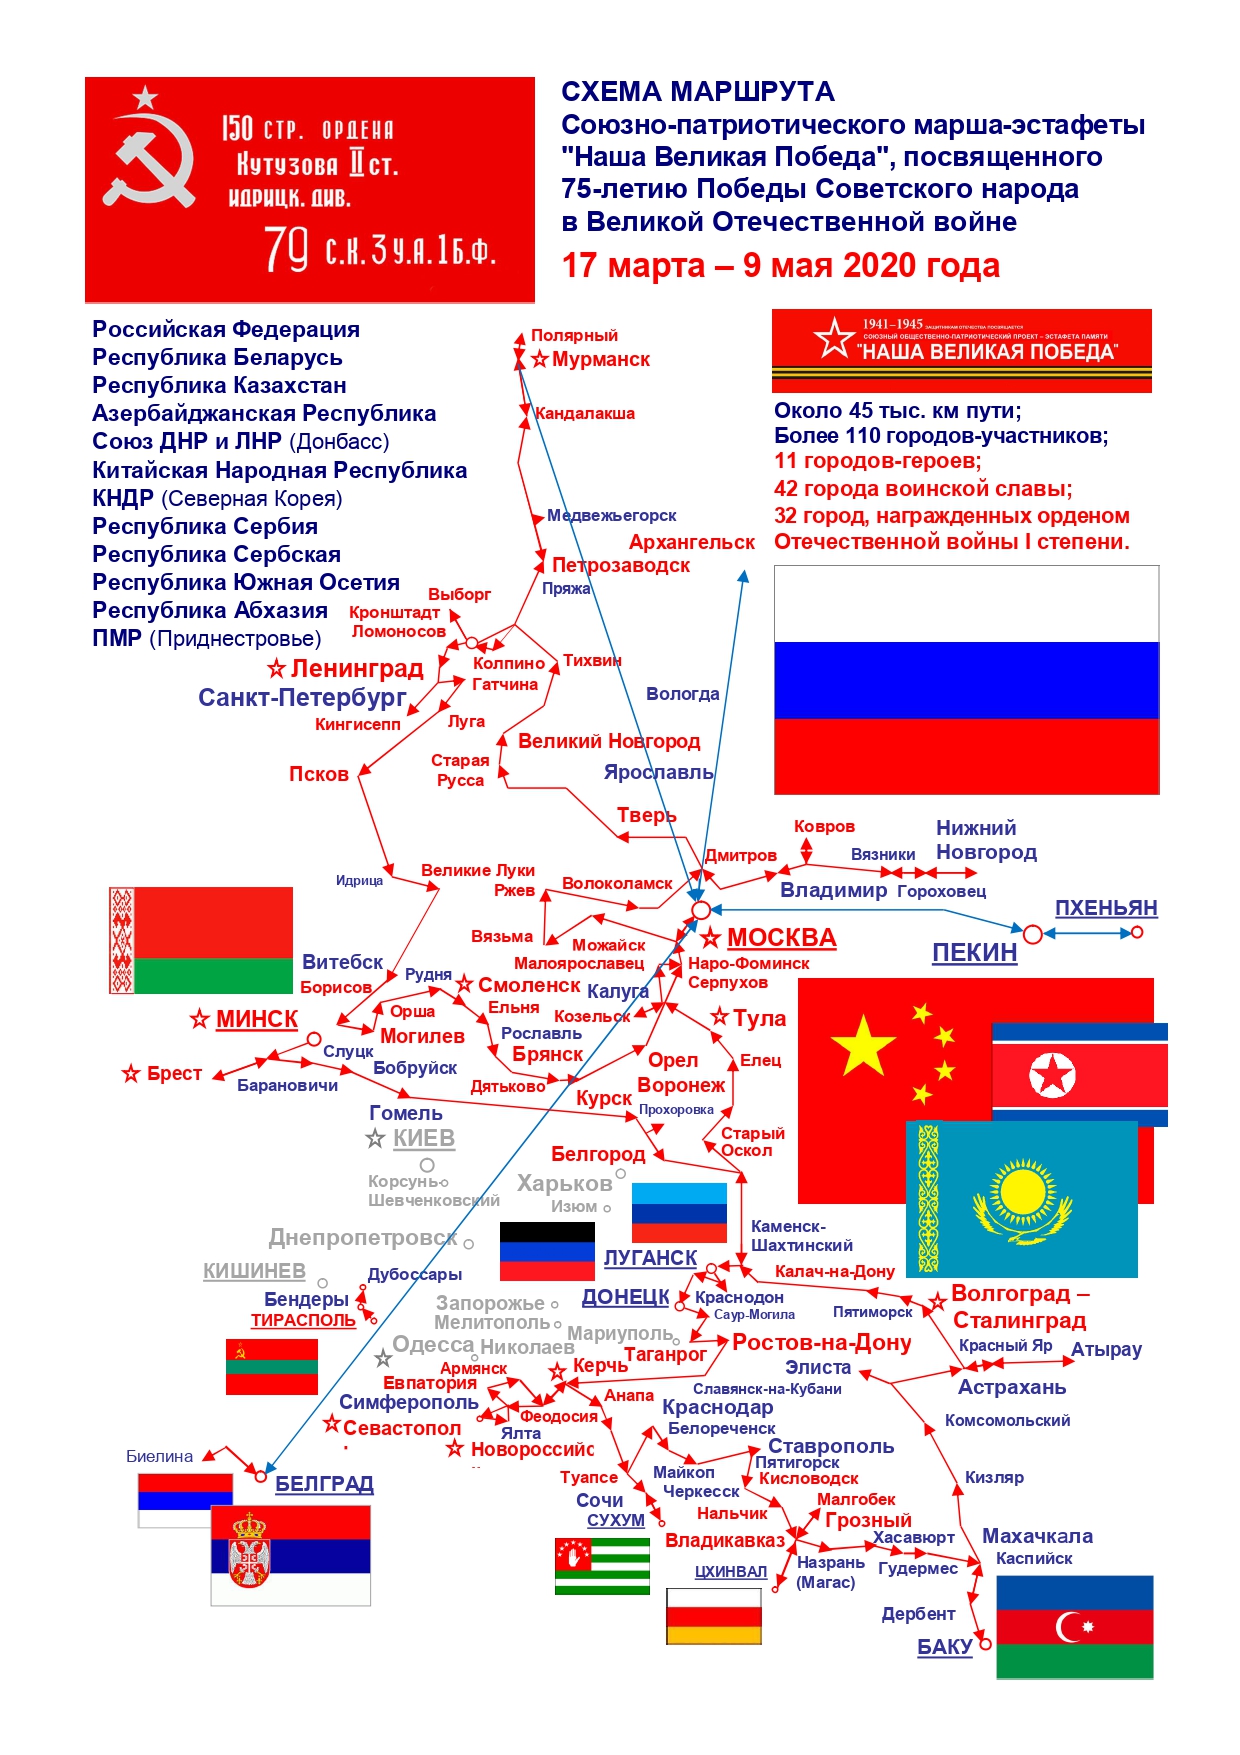 150 СТР. ОРДЕНА
КУТУЗОВА II СТ.
ИДРИЦК. ДИВ.
79 С.К. 3 У.А. 1 Б.Ф.
СХЕМА МАРШРУТА
Союзно-патриотического марша-эстафеты
"Наша Великая Победа", посвященного
75-летию Победы Советского народа
в Великой Отечественной войне
17 марта – 9 мая 2020 года
Российская Федерация
Республика Беларусь
Республика Казахстан
Азербайджанская Республика
Союз ДНР и ЛНР (Донбасс)
Китайская Народная Республика
КНДР (Северная Корея)
Республика Сербия
Республика Сербская
Республика Южная Осетия
Республика Абхазия
ПМР (Приднестровье)
1941–1945 ЗАЩИТНИКАМ ОТЕЧЕСТВА ПОСВЯЩАЕТСЯ
СОЮЗНЫЙ ОБЩЕСТВЕННО-ПАТРИОТИЧЕСКИЙ ПРОЕКТ – ЭСТАФЕТА ПАМЯТИ
"НАША ВЕЛИКАЯ ПОБЕДА"
Около 45 тыс. км пути;
Более 110 городов-участников;
11 городов-героев;
42 города воинской славы;
32 город, награжденных орденом
Отечественной войны I степени.
Полярный
Мурманск
Кандалакша
Медвежьегорск
Архангельск
Петрозаводск
Пряжа
Выборг
Кронштадт
Ломоносов
Ленинград
Колпино
Тихвин
Гатчина
Санкт-Петербург
Вологда
Кингисепп
Луга
Великий Новгород
Старая
Русса
Псков
Ярославль
Тверь
Ковров
Нижний
Новгород
Дмитров
Вязники
Идрица
Великие Луки
Ржев
Волоколамск
Владимир
Гороховец
ПХЕНЬЯН
Вязьма
Можайск
МОСКВА
ПЕКИН
Витебск
Борисов
Рудня
Малоярославец
Наро-Фоминск
Серпухов
Смоленск
Калуга
МИНСК
Орша
Ельня
Козельск
Тула
Могилев
Рославль
Слуцк
Брянск
Орел
Елец
Брест
Барановичи
Бобруйск
Дятьково
Воронеж
Курск
Прохоровка
Гомель
КИЕВ
Старый
Оскол
Белгород
Корсунь-
Шевченковский
Харьков
Изюм
Днепропетровск
Каменск-
Шахтинский
КИШИНЕВ
Дубоссары
ЛУГАНСК
Калач-на-Дону
Бендеры
ТИРАСПОЛЬ
Запорожье
Мелитополь
ДОНЕЦК
Краснодон
Саур-Могила
Пятиморск
Волгоград –
Сталинград
Одесса
Николаев
Мариуполь
Таганрог
Ростов-на-Дону
Красный Яр
Атырау
Армянск
Керчь
Элиста
Евпатория
Астрахань
Симферополь
Анапа
Славянск-на-Кубани
Краснодар
Севастопол
Феодосия
Ялта
Белореченск
Комсомольский
Новороссийс
Ставрополь
Биелина
БЕЛГРАД
Пятигорск
Туапсе
Майкоп
Кисловодск
Кизляр
Черкесск
Сочи
Малгобек
СУХУМ
Нальчик
Грозный
Владикавказ
Хасавюрт
Махачкала
Каспийск
Назрань
(Магас)
Гудермес
ЦХИНВАЛ
Дербент
БАКУ